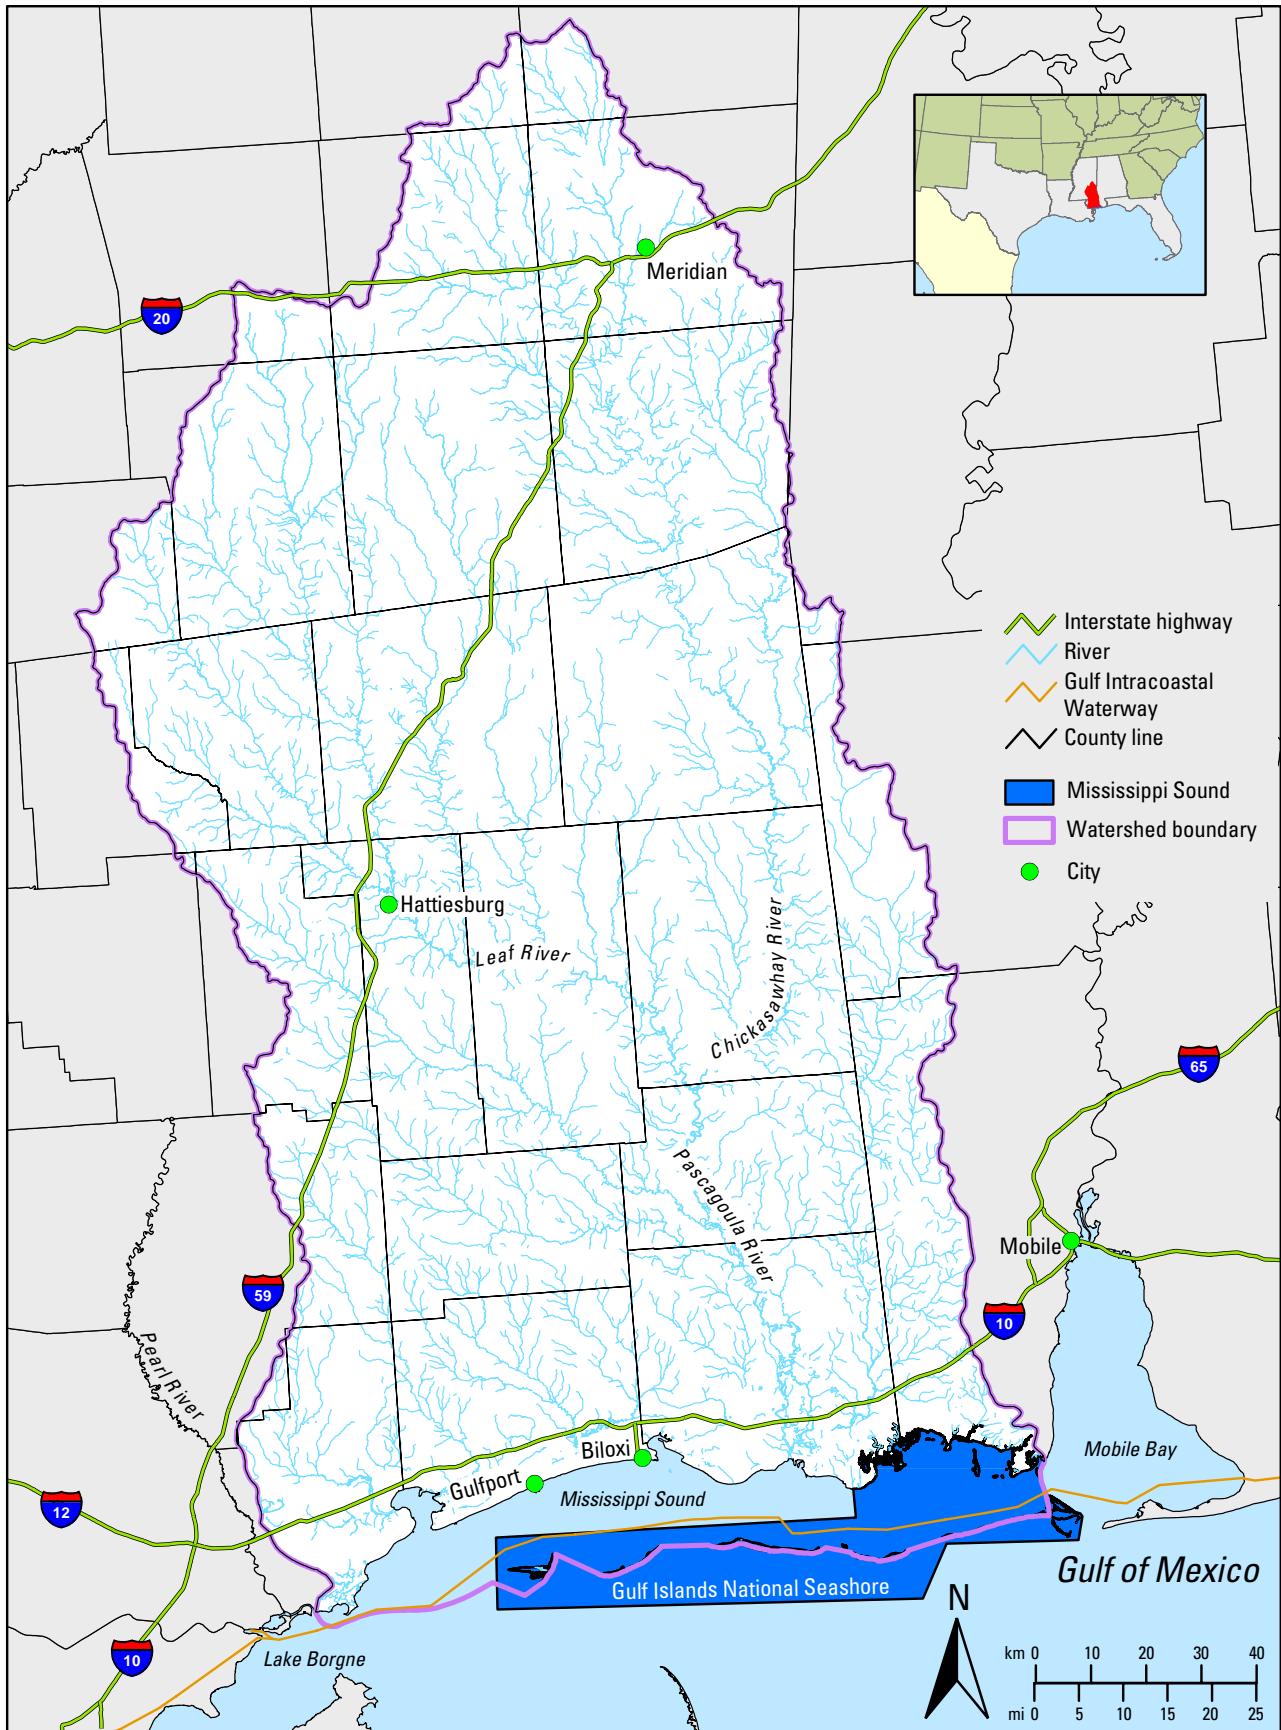 Meridian
20
Interstate highway
River
Gulf Intracoastal
Waterway
County line
Mississippi Sound
Watershed boundary
City
Hattiesburg
Leaf River
Chickasawhay River
65
Pascagoula River
Mobile
59
10
Pearl River
Biloxi
Mobile Bay
Gulfport
Mississippi Sound
12
Gulf of Mexico
Gulf Islands National Seashore
N
10
Lake Borgne
km 0 10 20 30 40
mi 0 5 10 15 20 25